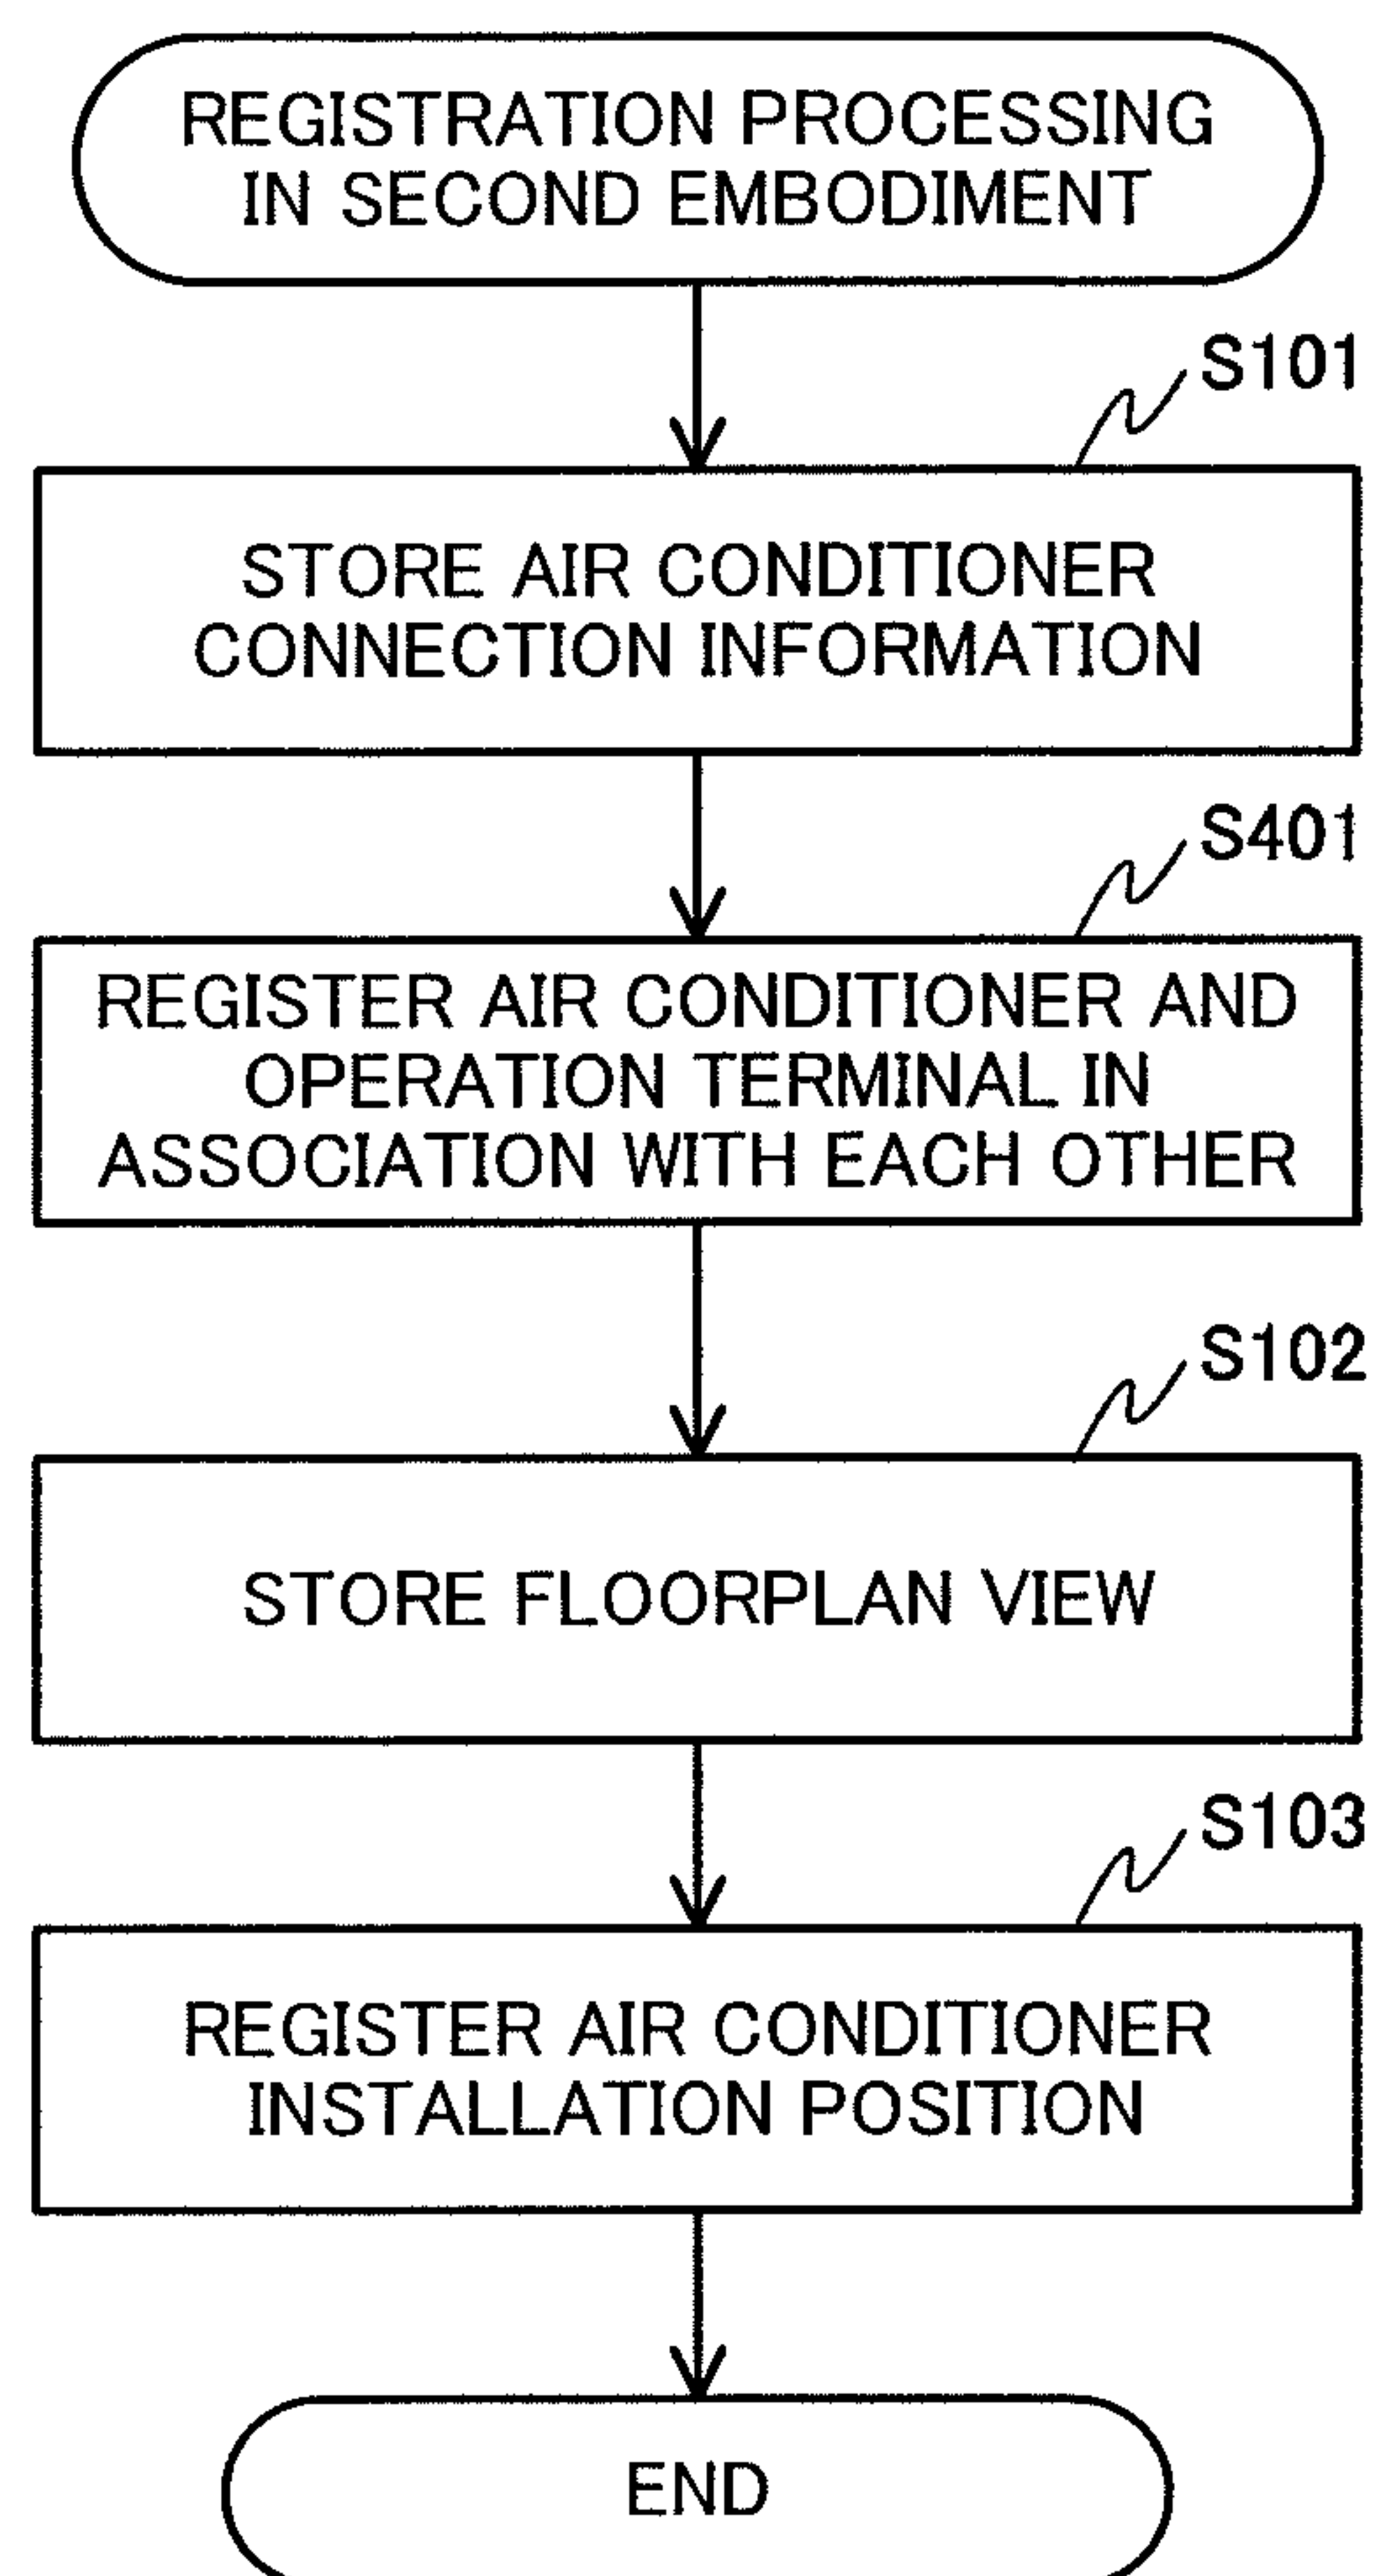 REGISTRATION PROCESSING
IN SECOND EMBODIMENT
S101
STORE AIR CONDITIONER
CONNECTION INFORMATION
S401
REGISTER AIR CONDITIONER AND
OPERATION TERMINAL IN
ASSOCIATION WITH EACH OTHER
S102
STORE FLOORPLAN VIEW
S103
REGISTER AIR CONDITIONER
INSTALLATION POSITION
END